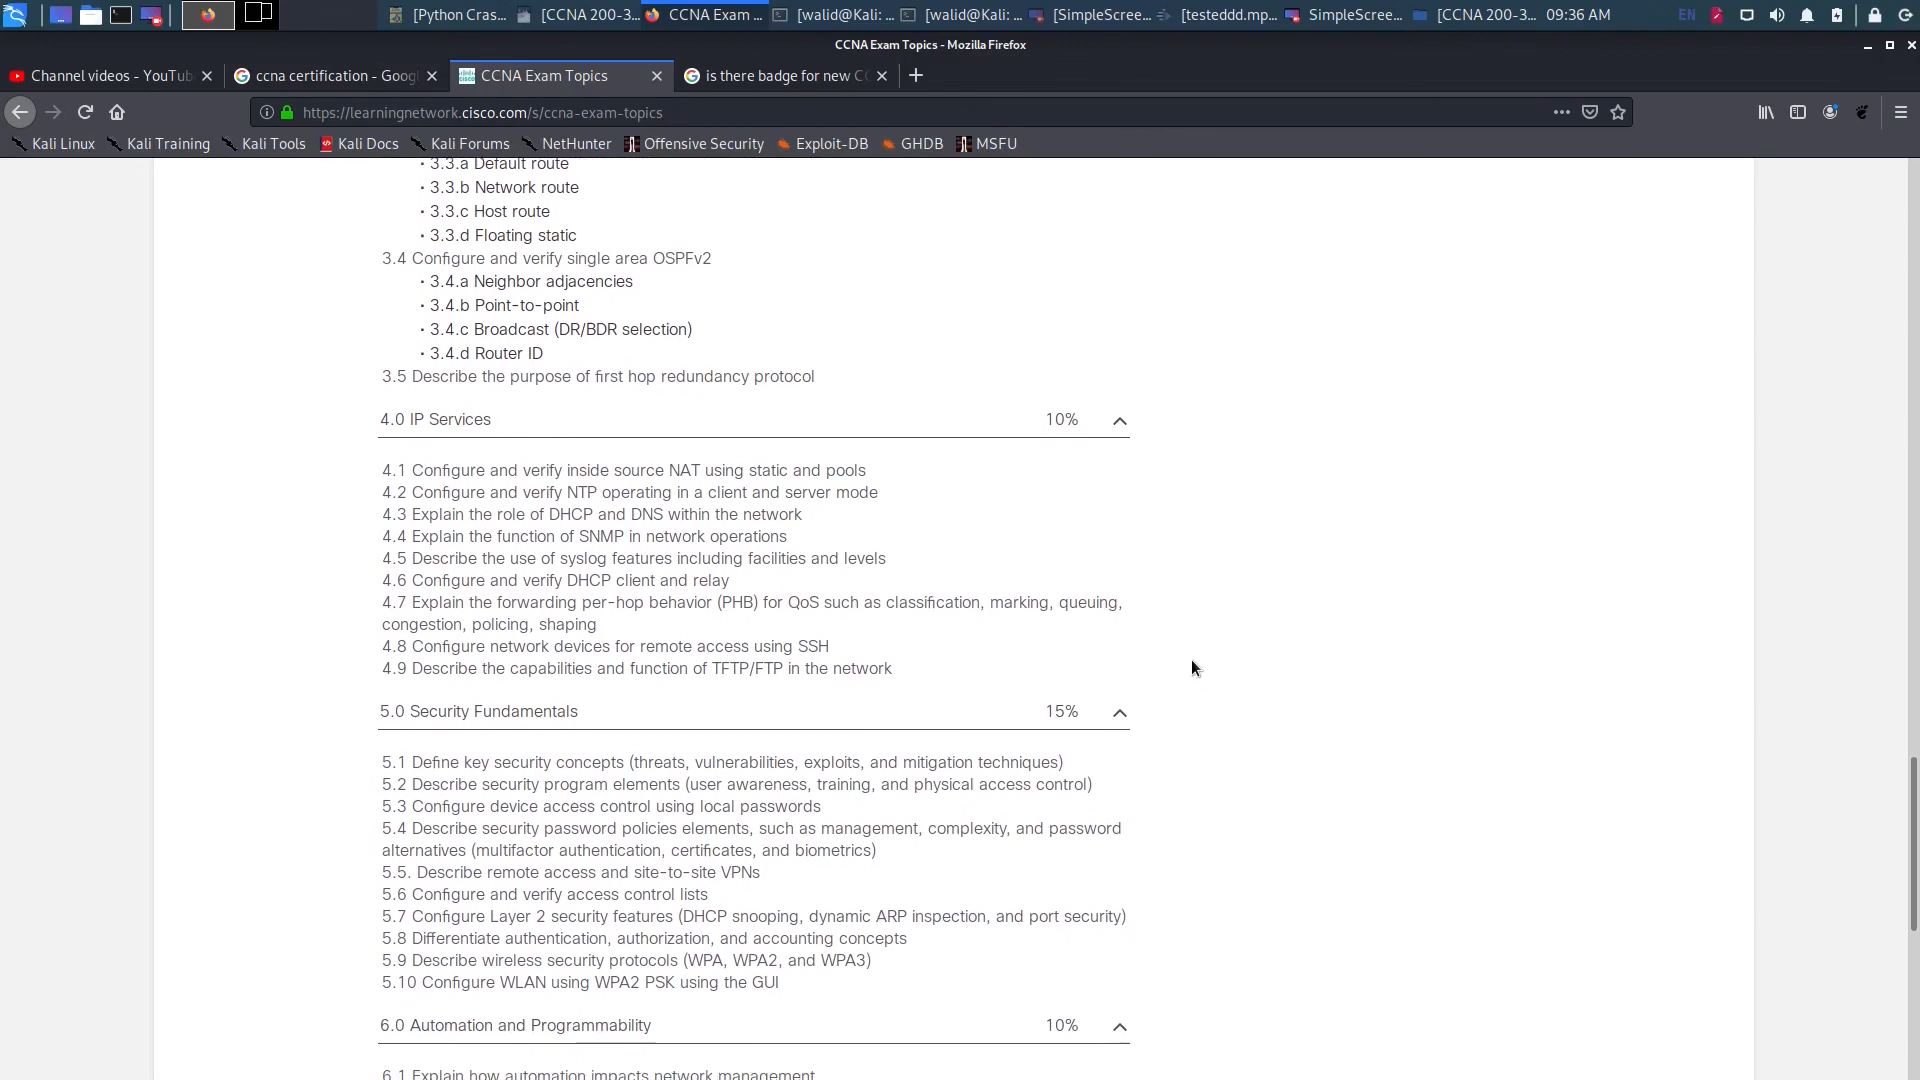 [Python Cras... [CCNA 200-3... CCNA Exam ... [walid@Kali: ... [walid@Kali: ... [SimpleScree... [testeddd.mp... SimpleScree... [CCNA 200-3... EN 09:36 AM
CCNA Exam Topics - Mozilla Firefox
Channel videos - YouTub ccna certification - Goog CCNA Exam Topics is there badge for new CC
https://learningnetwork.cisco.com/s/ccna-exam-topics
Kali Linux Kali Training Kali Tools Kali Docs Kali Forums NetHunter Offensive Security Exploit-DB GHDB MSFU
• 3.3.a Default route
• 3.3.b Network route
• 3.3.c Host route
• 3.3.d Floating static
3.4 Configure and verify single area OSPFv2
• 3.4.a Neighbor adjacencies
• 3.4.b Point-to-point
• 3.4.c Broadcast (DR/BDR selection)
• 3.4.d Router ID
3.5 Describe the purpose of first hop redundancy protocol
4.0 IP Services 10%
4.1 Configure and verify inside source NAT using static and pools
4.2 Configure and verify NTP operating in a client and server mode
4.3 Explain the role of DHCP and DNS within the network
4.4 Explain the function of SNMP in network operations
4.5 Describe the use of syslog features including facilities and levels
4.6 Configure and verify DHCP client and relay
4.7 Explain the forwarding per-hop behavior (PHB) for QoS such as classification, marking, queuing,
congestion, policing, shaping
4.8 Configure network devices for remote access using SSH
4.9 Describe the capabilities and function of TFTP/FTP in the network
5.0 Security Fundamentals 15%
5.1 Define key security concepts (threats, vulnerabilities, exploits, and mitigation techniques)
5.2 Describe security program elements (user awareness, training, and physical access control)
5.3 Configure device access control using local passwords
5.4 Describe security password policies elements, such as management, complexity, and password
alternatives (multifactor authentication, certificates, and biometrics)
5.5. Describe remote access and site-to-site VPNs
5.6 Configure and verify access control lists
5.7 Configure Layer 2 security features (DHCP snooping, dynamic ARP inspection, and port security)
5.8 Differentiate authentication, authorization, and accounting concepts
5.9 Describe wireless security protocols (WPA, WPA2, and WPA3)
5.10 Configure WLAN using WPA2 PSK using the GUI
6.0 Automation and Programmability 10%
6.1 Explain how automation impacts network management